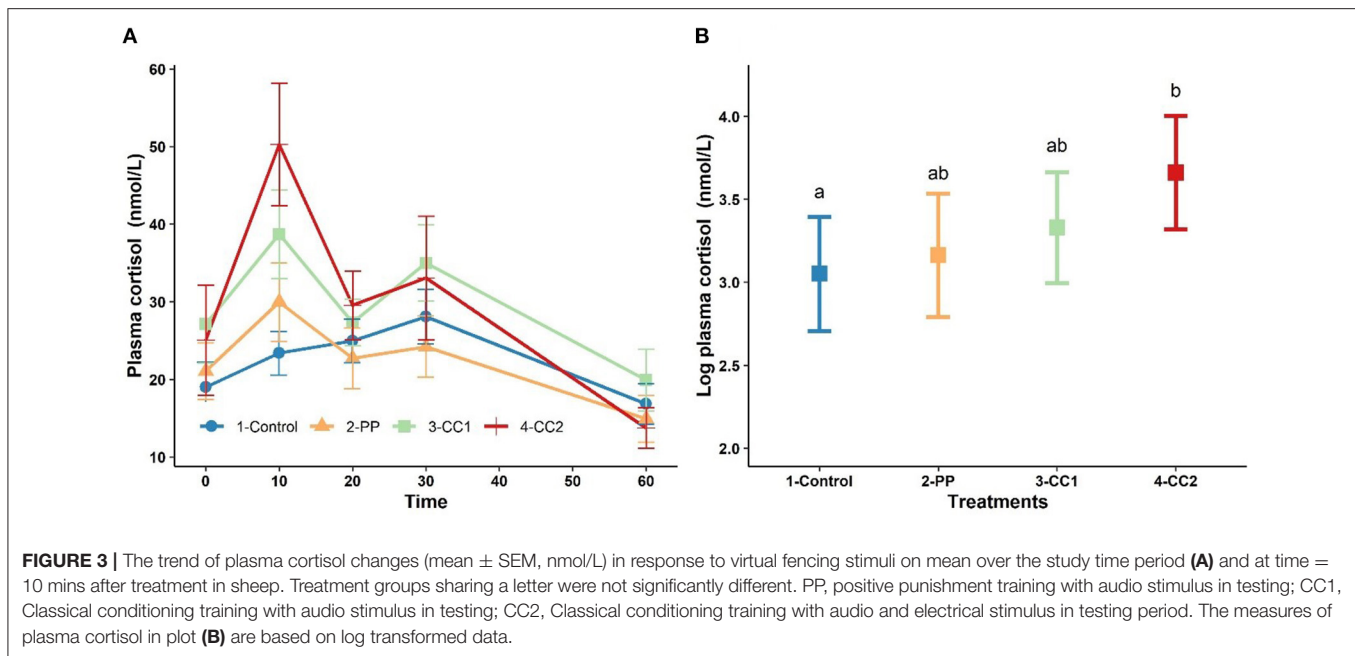 A
60
50
40
30
20
10
Plasma cortisol (nmol/L)
1-Control 2-PP 3-CC1 4-CC2
0 10 20 30 40 50 60
Time
B
4.0
3.5
3.0
2.5
2.0
Log plasma cortisol (nmol/L)
a
ab
ab
b
1-Control 2-PP 3-CC1 4-CC2
Treatments
FIGURE 3 | The trend of plasma cortisol changes (mean ± SEM, nmol/L) in response to virtual fencing stimuli on mean over the study time period (A) and at time =
10 mins after treatment in sheep. Treatment groups sharing a letter were not significantly different. PP, positive punishment training with audio stimulus in testing; CC1,
Classical conditioning training with audio stimulus in testing; CC2, Classical conditioning training with audio and electrical stimulus in testing period. The measures of
plasma cortisol in plot (B) are based on log transformed data.